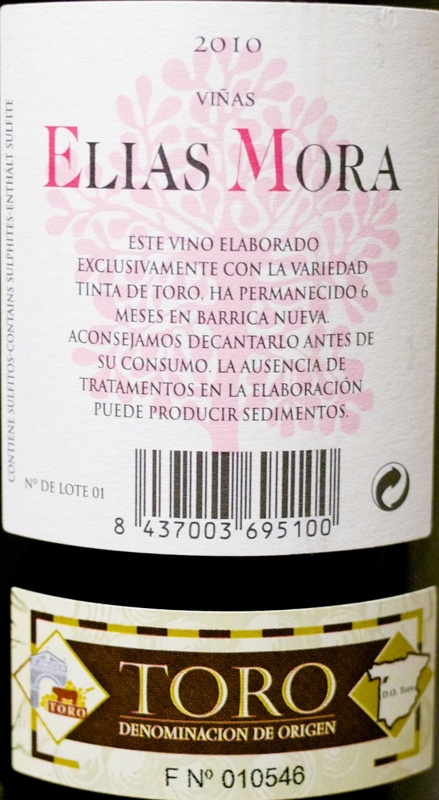 2010
VIÑAS
ELIAS MORA
ESTE VINO ELABORADO
EXCLUSIVAMENTE CON LA VARIEDAD
TINTA DE TORO, HA PERMANECIDO 6
MESES EN BARRICA NUEVA.
ACONSEJAMOS DECANTARLO ANTES DE
SU CONSUMO. LA AUSENCIA DE
TRATAMENTOS EN LA ELABORACIÓN
PUEDE PRODUCIR SEDIMENTOS.
CONTIENE SULFITOS-CONTAINS SULPHITES-ENTHÄLT SULFITE
Nº DE LOTE 01
8 437003 695100
TORO
DENOMINACION DE ORIGEN
TORO
D.O. Toro
F Nº 010546